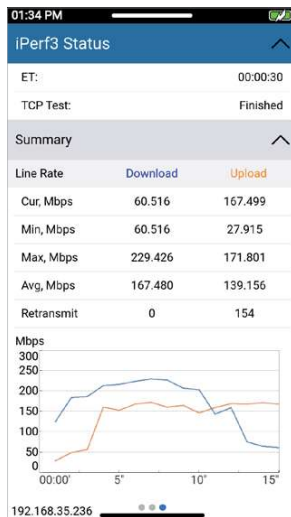 01:34 PM
iPerf3 Status
ET: 00:00:30
TCP Test: Finished
Summary
Line Rate Download Upload
Cur, Mbps 60.516 167.499
Min, Mbps 60.516 27.915
Max, Mbps 229.426 171.801
Avg, Mbps 167.480 139.156
Retransmit 0 154
Mbps
300
250
200
150
100
50
0
00:00' 5" 10" 15"
192.168.35.236